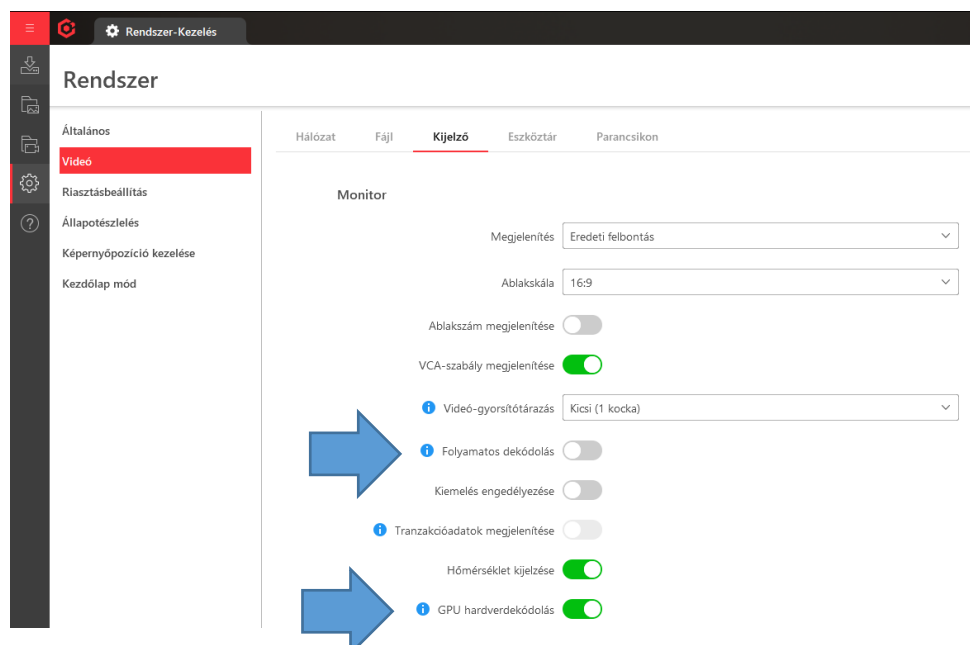 Rendszer-Kezelés
Rendszer
Általános
Videó
Riasztásbeállítás
Állapotészlelés
Képernyőpozíció kezelése
Kezdőlap mód
Hálózat Fájl Kijelző Eszköztár Parancsikon
Monitor
Megjelenítés Eredeti felbontás
Ablakskála 16:9
Ablakszám megjelenítése
VCA-szabály megjelenítése
Videó-gyorsítótárazás Kicsi (1 kocka)
Folyamatos dekódolás
Kiemelés engedélyezése
Tranzakcióadatok megjelenítése
Hőmérséklet kijelzése
GPU hardverdekódolás